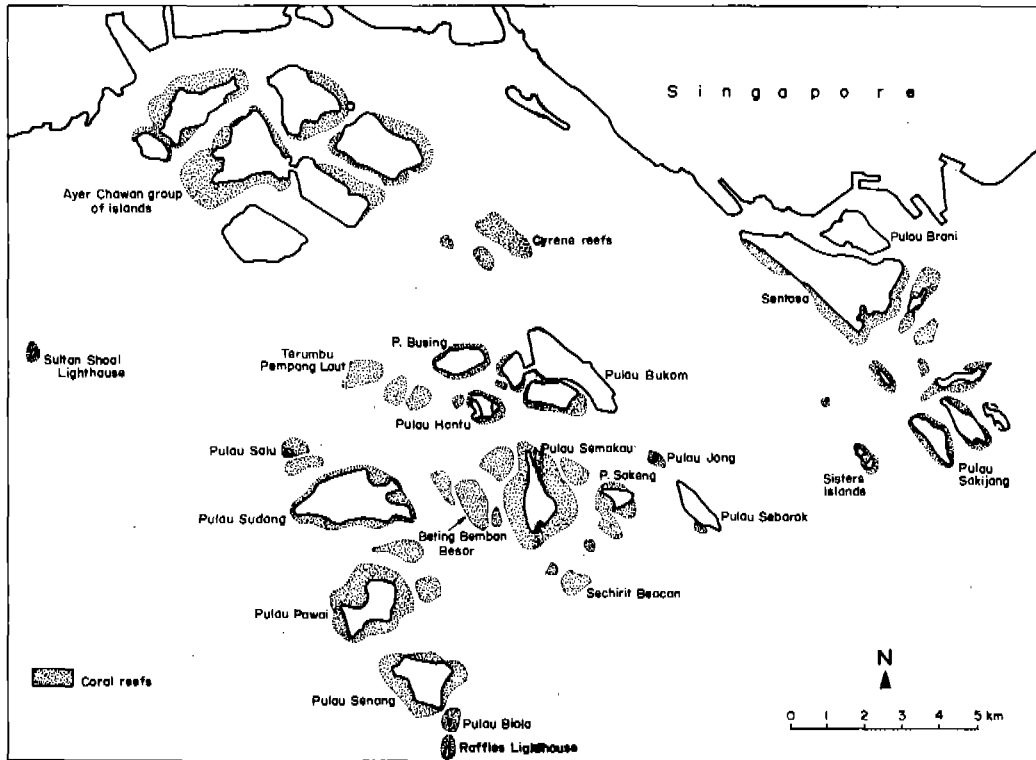 Singapore
Ayer Chawan group
of islands
Cyrene reefs
Pulau Brani
Sentosa
Sultan Shoal
Lighthouse
Terumbu
Pempang Laut
P. Busing
Pulau Bukom
Pulau Hantu
Pulau Salu
Pulau Semakau
Pulau Jong
P. Sakeng
Sisters
Islands
Pulau
Sakijang
Pulau Sudong
Pulau Sebarok
Beting Bemban
Besar
Sechirit Beacan
Pulau Pawai
Coral reefs
Pulau Senang
Pulau Biola
Raffles Lighthouse
N
0 1 2 3 4 5 km